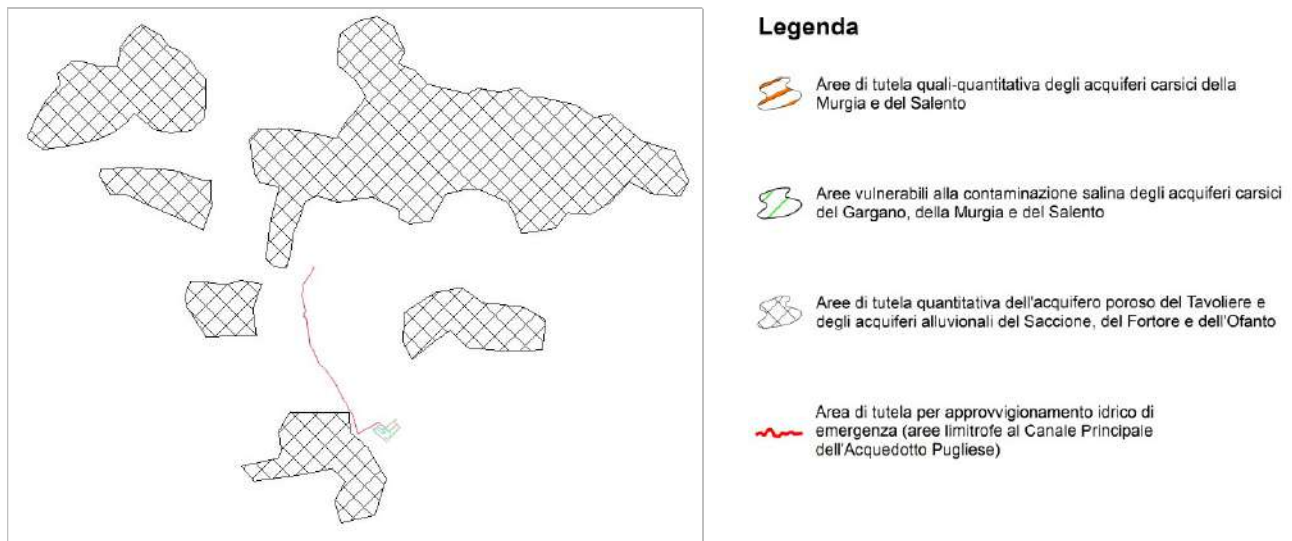 Legenda
Aree di tutela quali-quantitativa degli acquiferi carsici della
Murgia e del Salento
Aree vulnerabili alla contaminazione salina degli acquiferi carsici
del Gargano, della Murgia e del Salento
Aree di tutela quantitativa dell'acquifero poroso del Tavoliere e
degli acquiferi alluvionali del Saccione, del Fortore e dell'Ofanto
Area di tutela per approvvigionamento idrico di
emergenza (aree limitrofe al Canale Principale
dell'Acquedotto Pugliese)